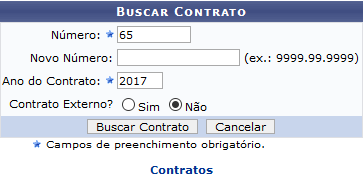 Buscar Contrato
Número: 65
Novo Número: (ex.: 9999.99.9999)
Ano do Contrato: 2017
Contrato Externo? Sim Não
Buscar Contrato Cancelar
Campos de preenchimento obrigatório.
Contratos